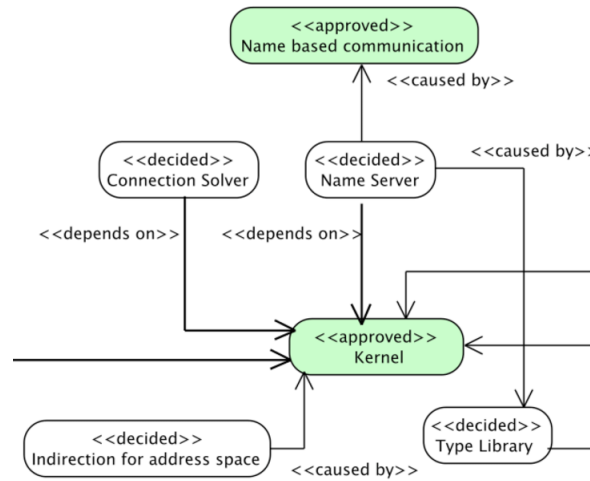 <<approved>>
Name based communication
<<caused by>>
<<decided>>
Connection Solver
<<decided>>
Name Server
<<caused by>>
<<depends on>>
<<depends on>>
<<approved>>
Kernel
<<decided>>
Indirection for address space
<<decided>>
Type Library
<<caused by>>